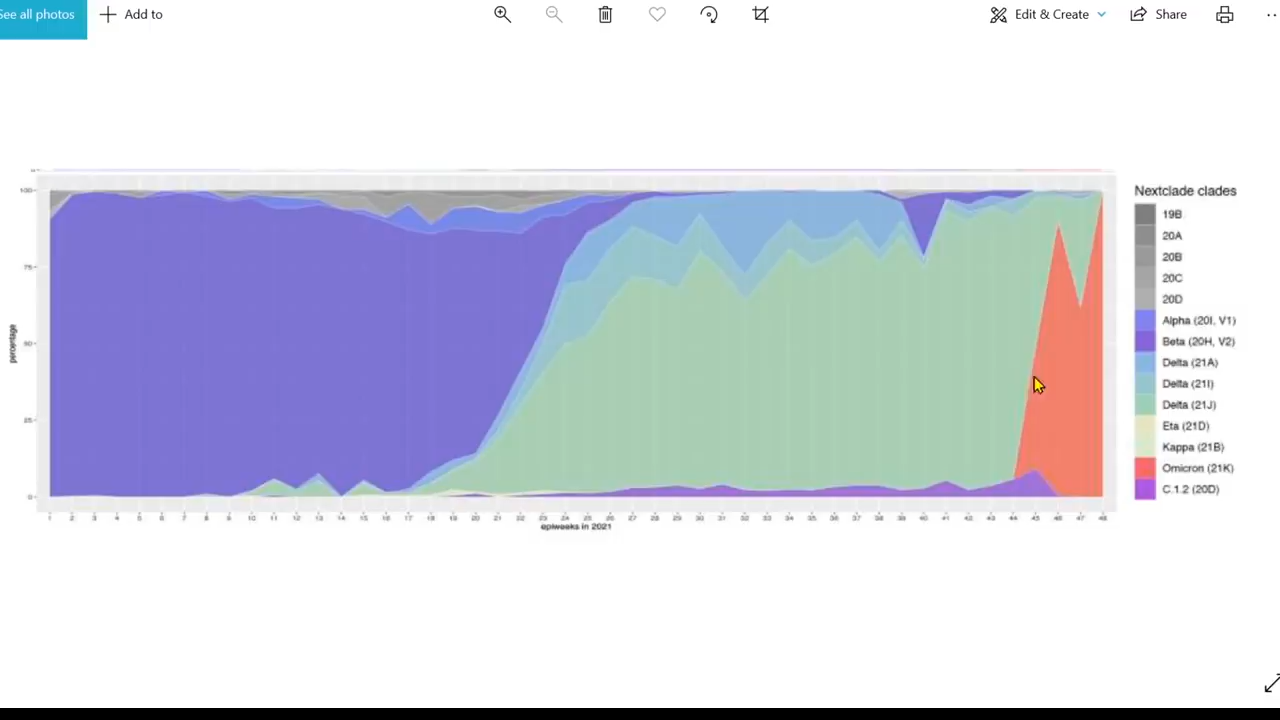 See all photos
Add to
Edit & Create
Share
Nextclade clades
19B
20A
20B
20C
20D
Alpha (20I, V1)
Beta (20H, V2)
Delta (21A)
Delta (21I)
Delta (21J)
Eta (21D)
Kappa (21B)
Omicron (21K)
C.1.2 (20D)
100
75
50
25
0
percentage
1 2 3 4 5 6 7 8 9 10 11 12 13 14 15 16 17 18 19 20 21 22 23 24 25 26 27 28 29 30 31 32 33 34 35 36 37 38 39 40 41 42 43 44 45 46 47 48
epiweeks in 2021